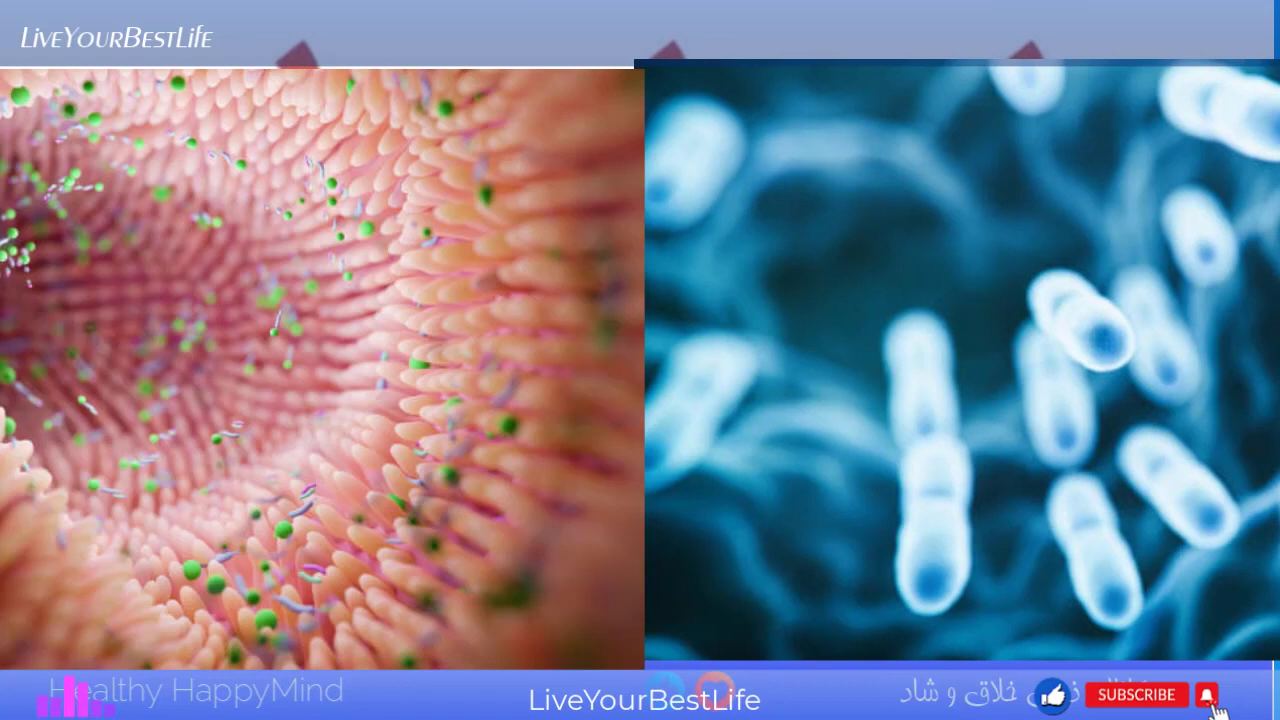 LiveYourBestLife
Healthy HappyMind
LiveYourBestLife
خلاق و شاد
SUBSCRIBE